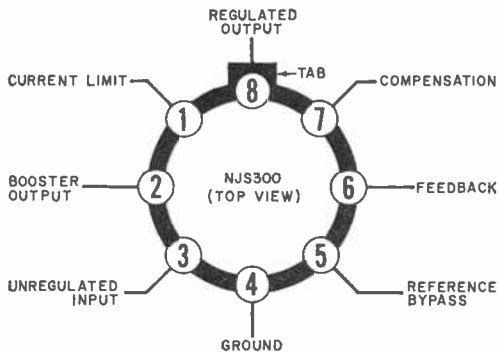 REGULATED
OUTPUT
TAB
CURRENT LIMIT
COMPENSATION
8
1
7
BOOSTER
OUTPUT
2
NJS300
(TOP VIEW)
6
FEEDBACK
3
5
UNREGULATED
INPUT
4
REFERENCE
BYPASS
GROUND